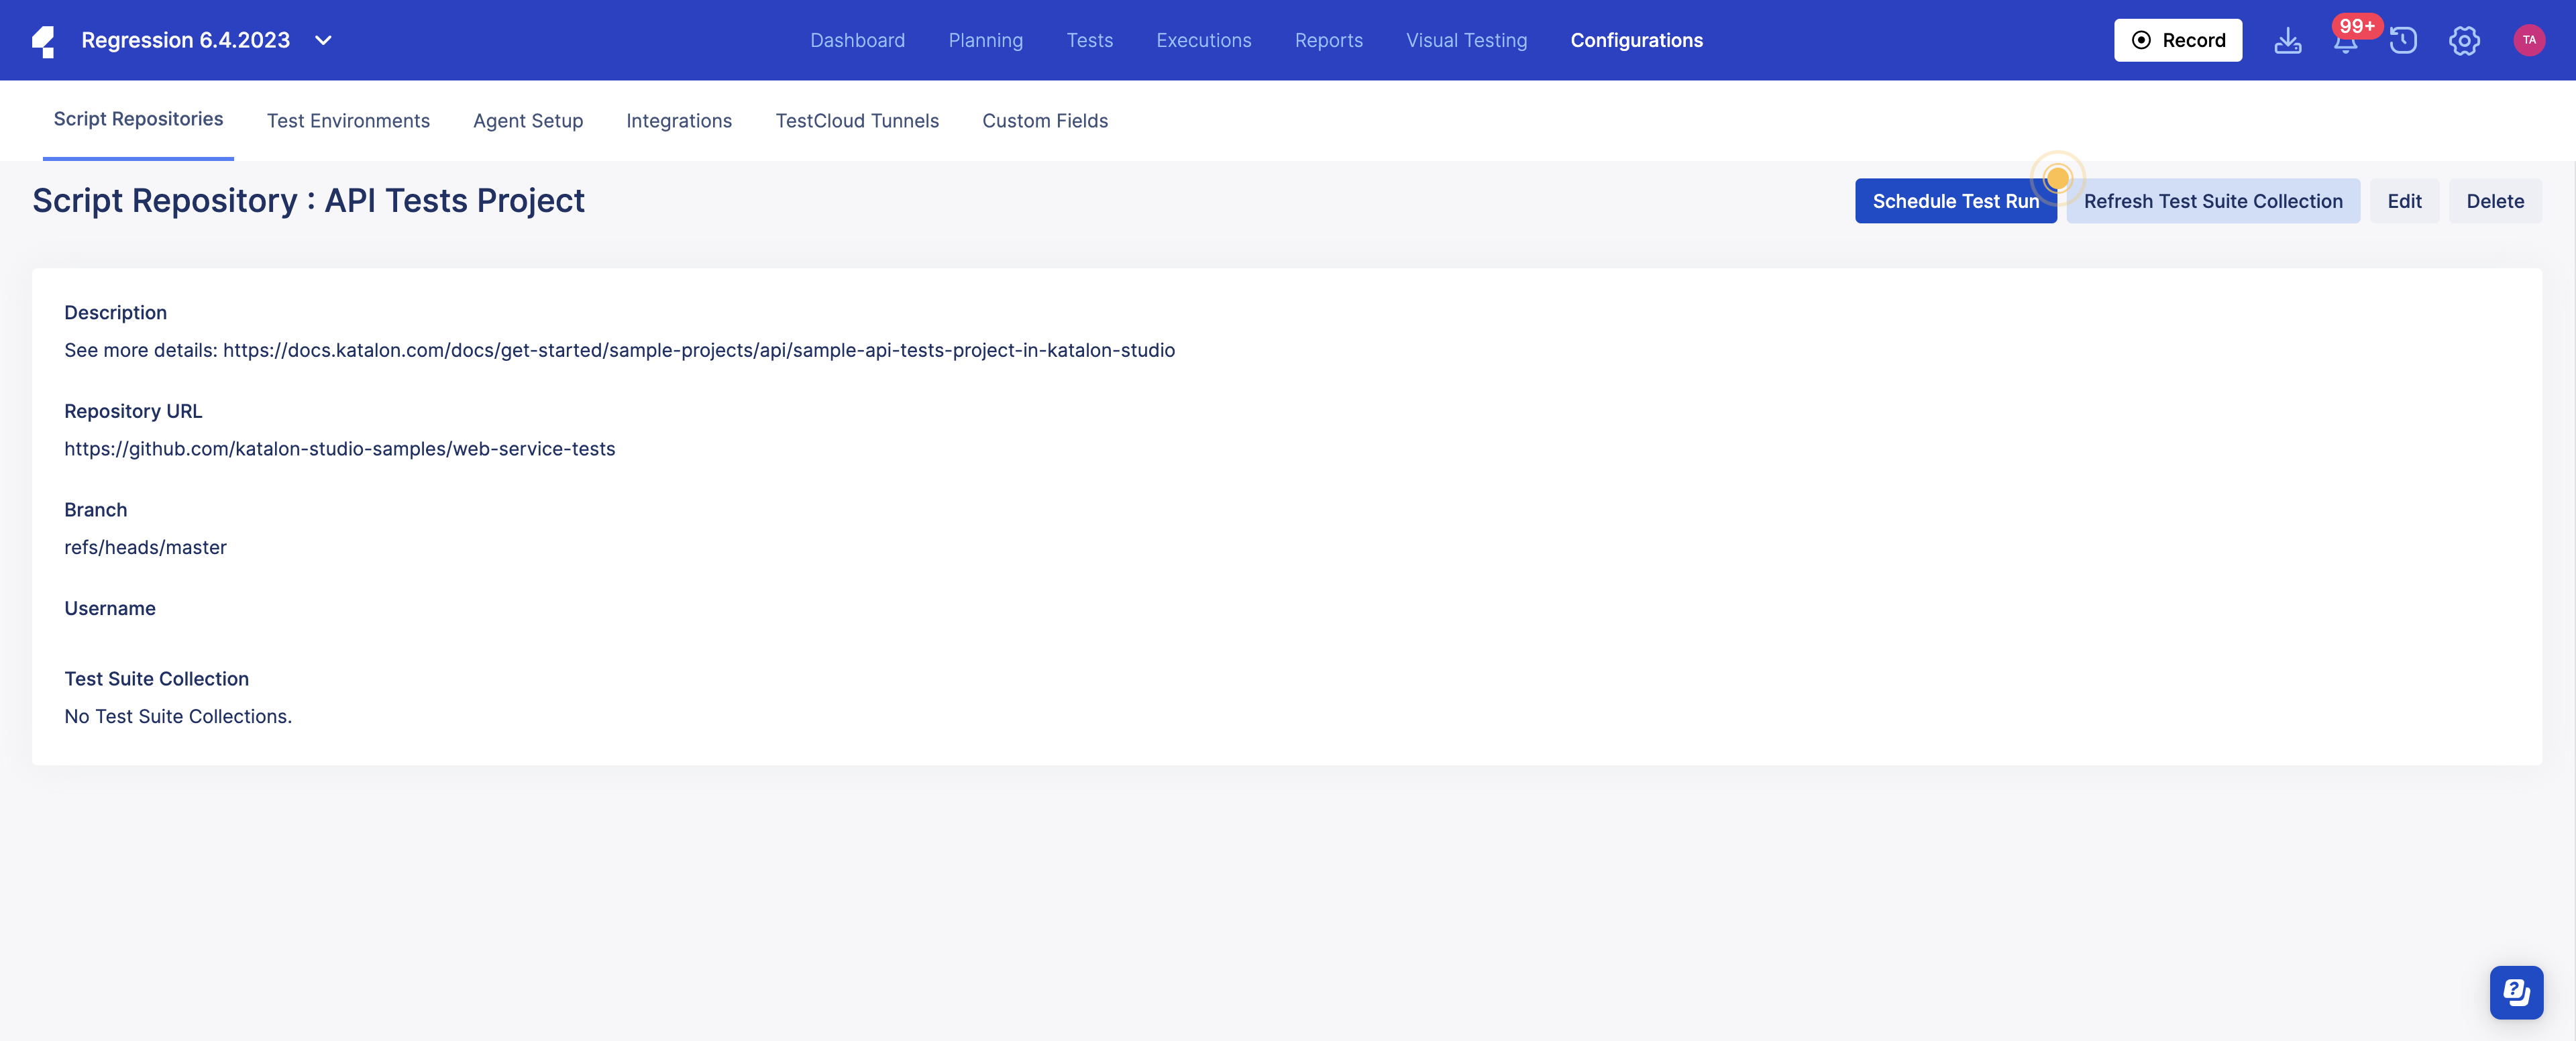 Regression 6.4.2023
Dashboard Planning Tests Executions Reports Visual Testing Configurations
Record
99+
TA
Script Repositories Test Environments Agent Setup Integrations TestCloud Tunnels Custom Fields
Script Repository : API Tests Project
Schedule Test Run Refresh Test Suite Collection Edit Delete
Description
See more details: https://docs.katalon.com/docs/get-started/sample-projects/api/sample-api-tests-project-in-katalon-studio
Repository URL
https://github.com/katalon-studio-samples/web-service-tests
Branch
refs/heads/master
Username
Test Suite Collection
No Test Suite Collections.
?